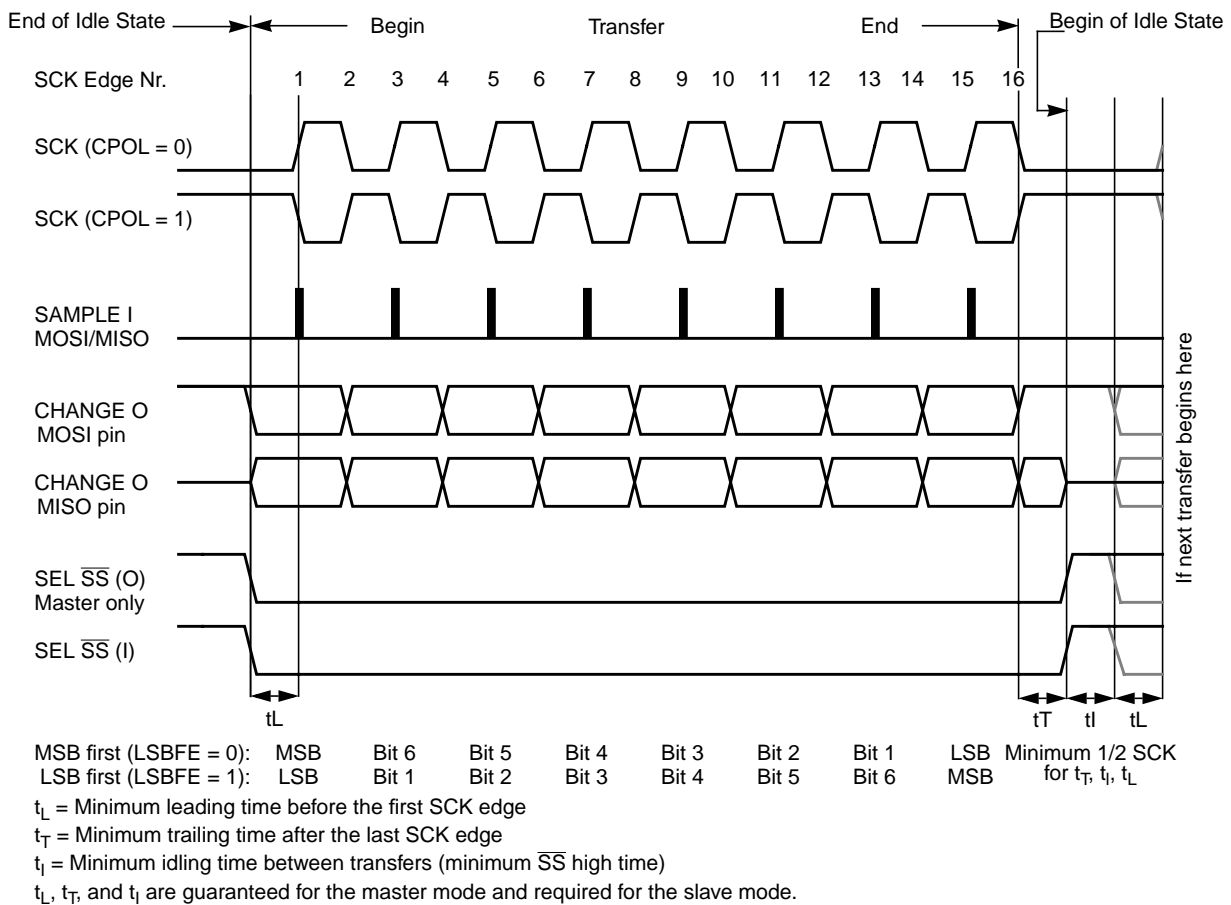 End of Idle State
Begin
Transfer
End
Begin of Idle State
SCK Edge Nr. 1 2 3 4 5 6 7 8 9 10 11 12 13 14 15 16
SCK (CPOL = 0)
SCK (CPOL = 1)
SAMPLE I
MOSI/MISO
CHANGE O
MOSI pin
CHANGE O
MISO pin
SEL SS (O)
Master only
SEL SS (I)
If next transfer begins here
tL tT tI tL
MSB first (LSBFE = 0): MSB Bit 6 Bit 5 Bit 4 Bit 3 Bit 2 Bit 1 LSB Minimum 1/2 SCK
LSB first (LSBFE = 1): LSB Bit 1 Bit 2 Bit 3 Bit 4 Bit 5 Bit 6 MSB for tT, tI, tL
tL = Minimum leading time before the first SCK edge
tT = Minimum trailing time after the last SCK edge
tI = Minimum idling time between transfers (minimum SS high time)
tL, tT, and tI are guaranteed for the master mode and required for the slave mode.